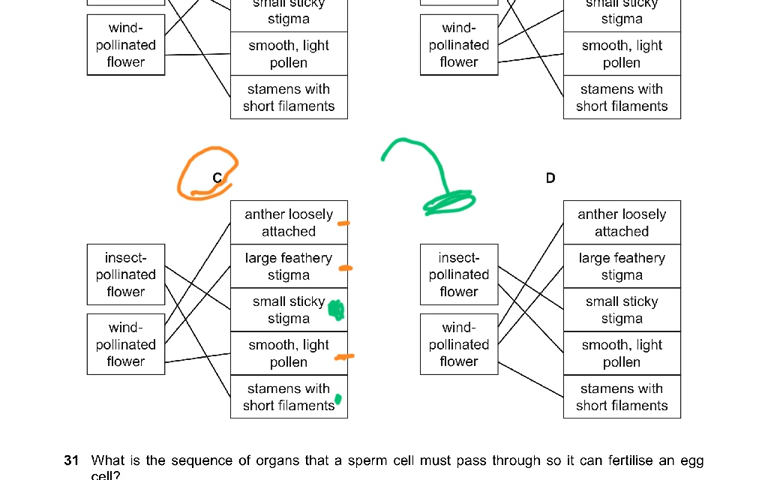 small sticky
stigma
wind-
pollinated
flower
smooth, light
pollen
stamens with
short filaments
small sticky
stigma
wind-
pollinated
flower
smooth, light
pollen
stamens with
short filaments
C
anther loosely
attached
insect-
pollinated
flower
large feathery
stigma
small sticky
stigma
wind-
pollinated
flower
smooth, light
pollen
stamens with
short filaments
D
anther loosely
attached
insect-
pollinated
flower
large feathery
stigma
small sticky
stigma
wind-
pollinated
flower
smooth, light
pollen
stamens with
short filaments
31 What is the sequence of organs that a sperm cell must pass through so it can fertilise an egg
cell?